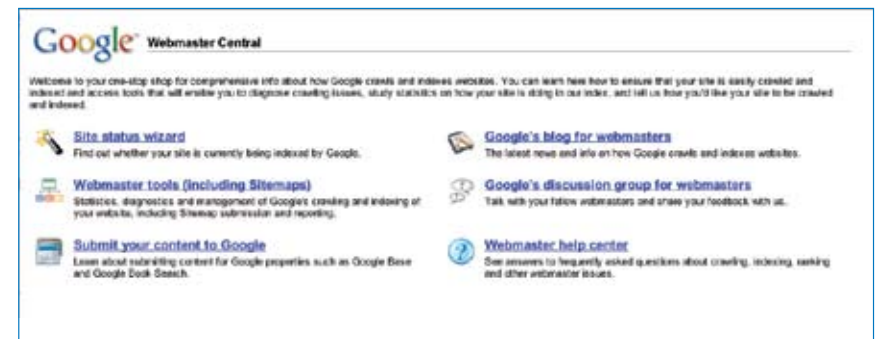 Google Webmaster Central
Welcome to your one-stop shop for comprehensive info about how Google crawls and indexes websites. You can learn here how to ensure that your site is easily crawled and
indexed and access tools that will enable you to diagnose crawling issues, study statistics on how your site is doing in our index, and tell us how you'd like your site to be crawled
and indexed.
Site status wizard
Find out whether your site is currently being indexed by Google.
Webmaster tools (including Sitemaps)
Statistics, diagnostics and management of Google's crawling and indexing of
your website, including Sitemap submission and reporting.
Submit your content to Google
Learn about submitting content for Google properties such as Google Base
and Google Book Search.
Google's blog for webmasters
The latest news and info on how Google crawls and indexes websites.
Google's discussion group for webmasters
Talk with your fellow webmasters and share your feedback with us.
Webmaster help center
See answers to frequently asked questions about crawling, indexing, ranking
and other webmaster issues.